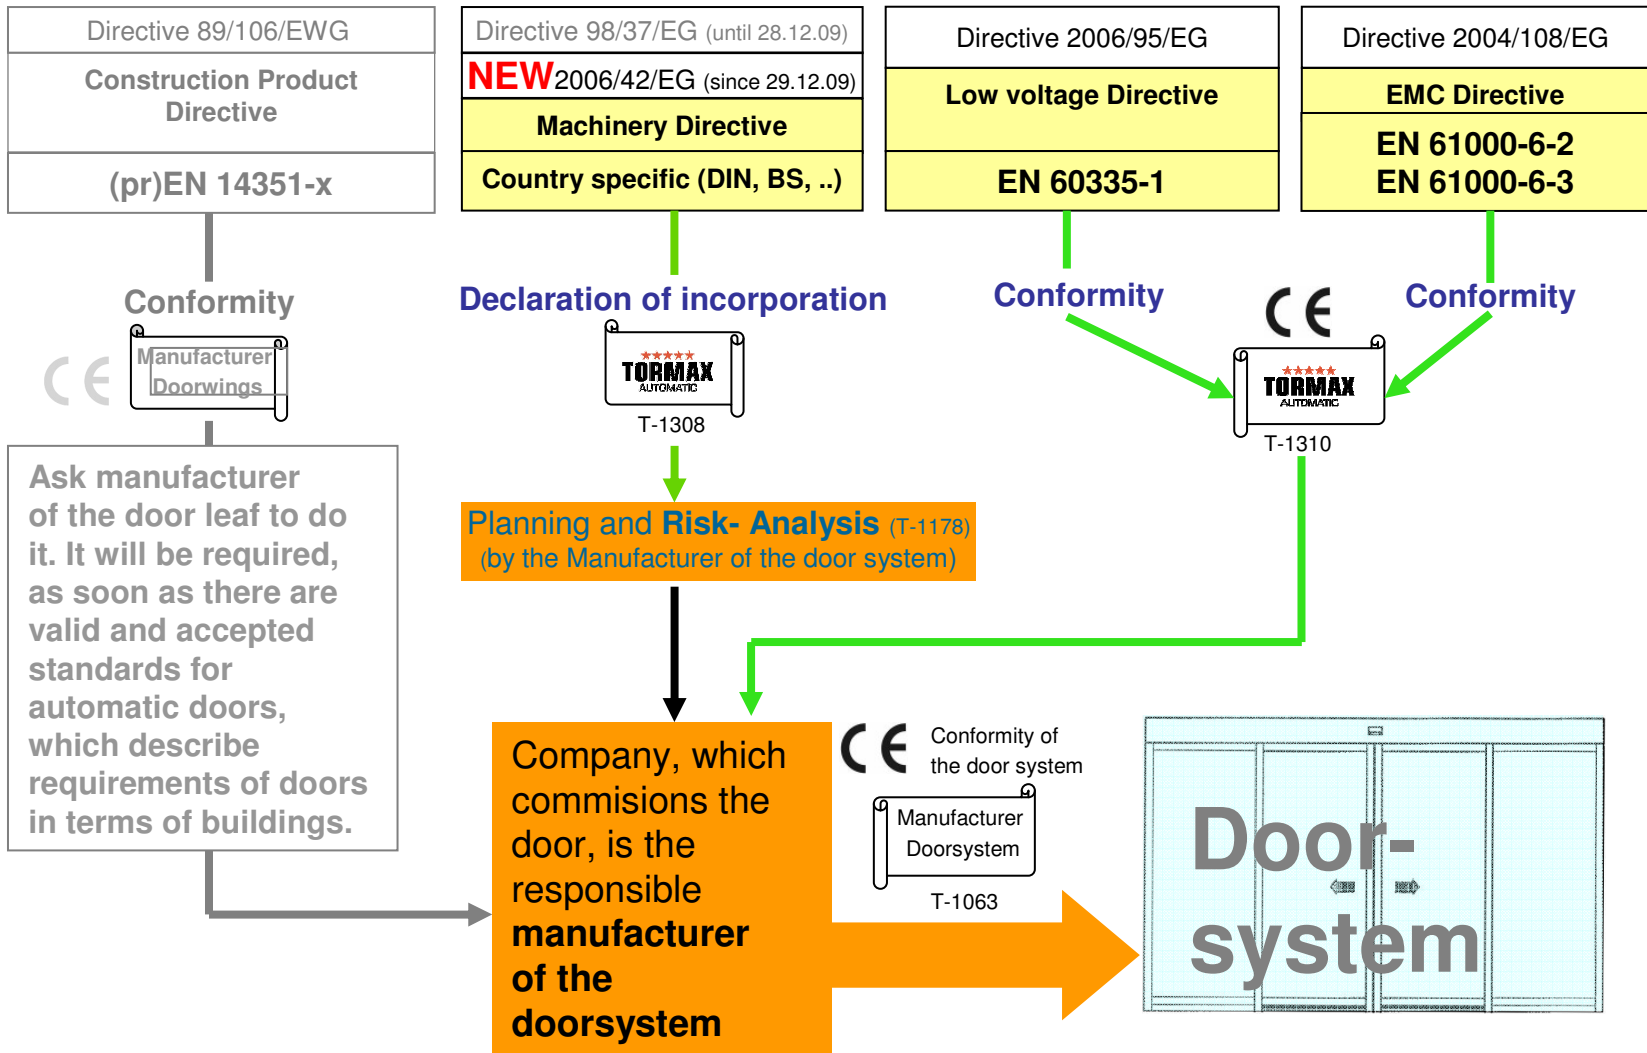 Directive 89/106/EWG
Construction Product
Directive
(pr)EN 14351-x
Conformity
CE
Manufacturer
Doorwings
Ask manufacturer
of the door leaf to do
it. It will be required,
as soon as there are
valid and accepted
standards for
automatic doors,
which describe
requirements of doors
in terms of buildings.
Directive 98/37/EG (until 28.12.09)
NEW 2006/42/EG (since 29.12.09)
Machinery Directive
Country specific (DIN, BS, ..)
Declaration of incorporation
TORMAX
AUTOMATIC
T-1308
Planning and Risk- Analysis (T-1178)
(by the Manufacturer of the door system)
Directive 2006/95/EG
Low voltage Directive
EN 60335-1
Conformity
Directive 2004/108/EG
EMC Directive
EN 61000-6-2
EN 61000-6-3
Conformity
CE
TORMAX
AUTOMATIC
T-1310
Company, which
commisions the
door, is the
responsible
manufacturer
of the
doorsystem
CE
Conformity of
the door system
Manufacturer
Doorsystem
T-1063
Door-
system